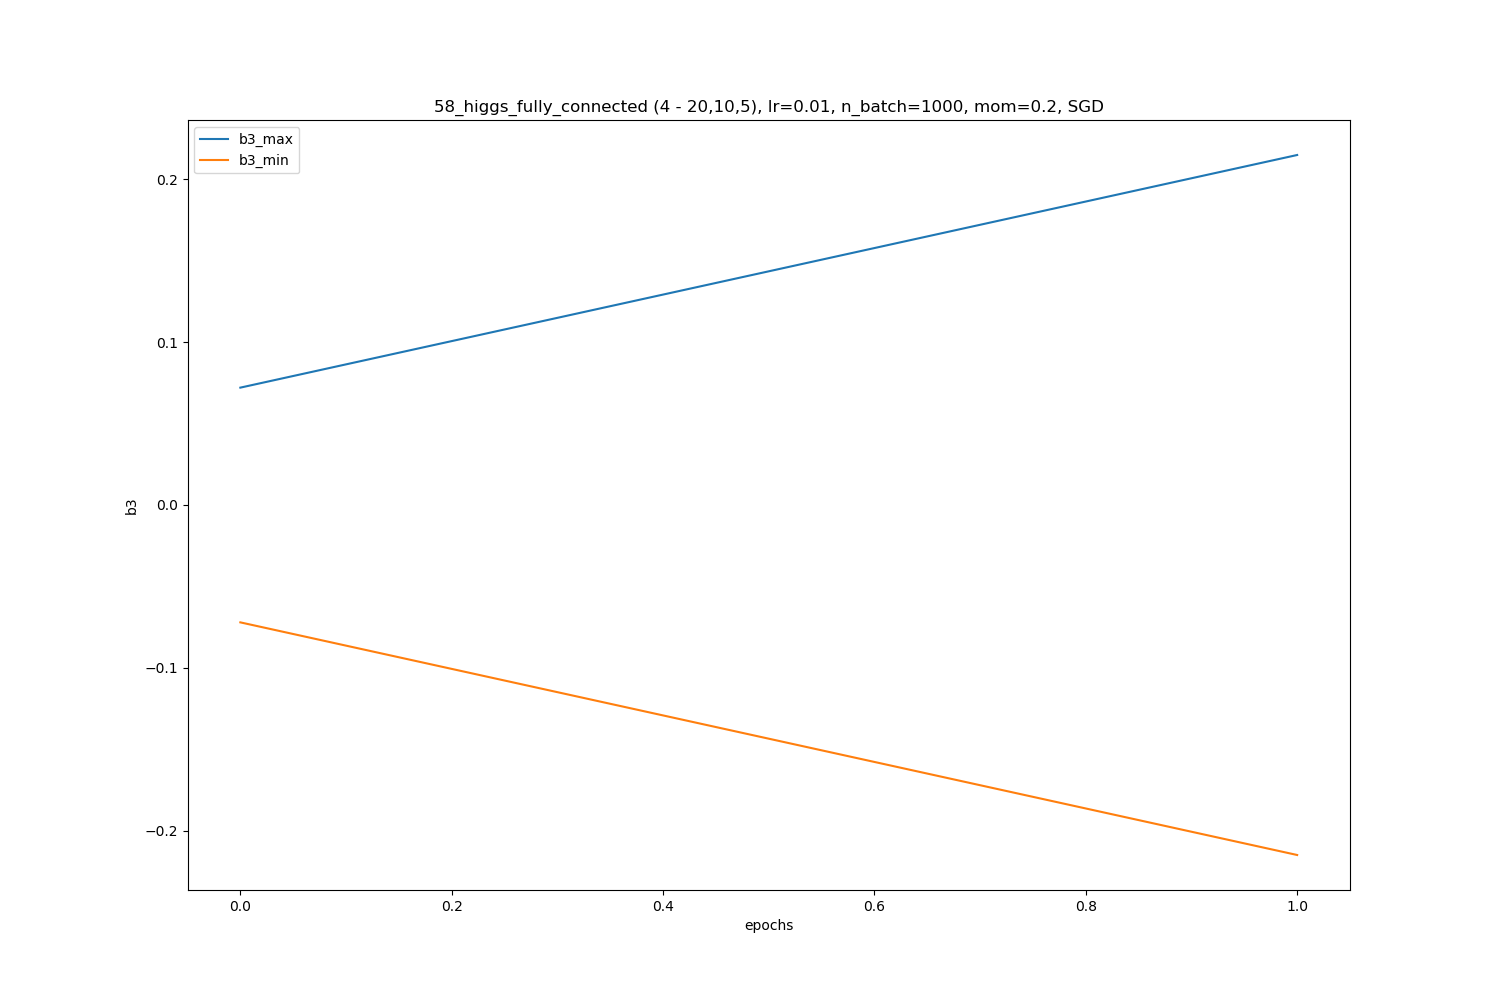 58_higgs_fully_connected (4 - 20,10,5), lr=0.01, n_batch=1000, mom=0.2, SGD
b3_max
b3_min
0.2
0.1
0.0
−0.1
−0.2
b3
0.0 0.2 0.4 0.6 0.8 1.0
epochs